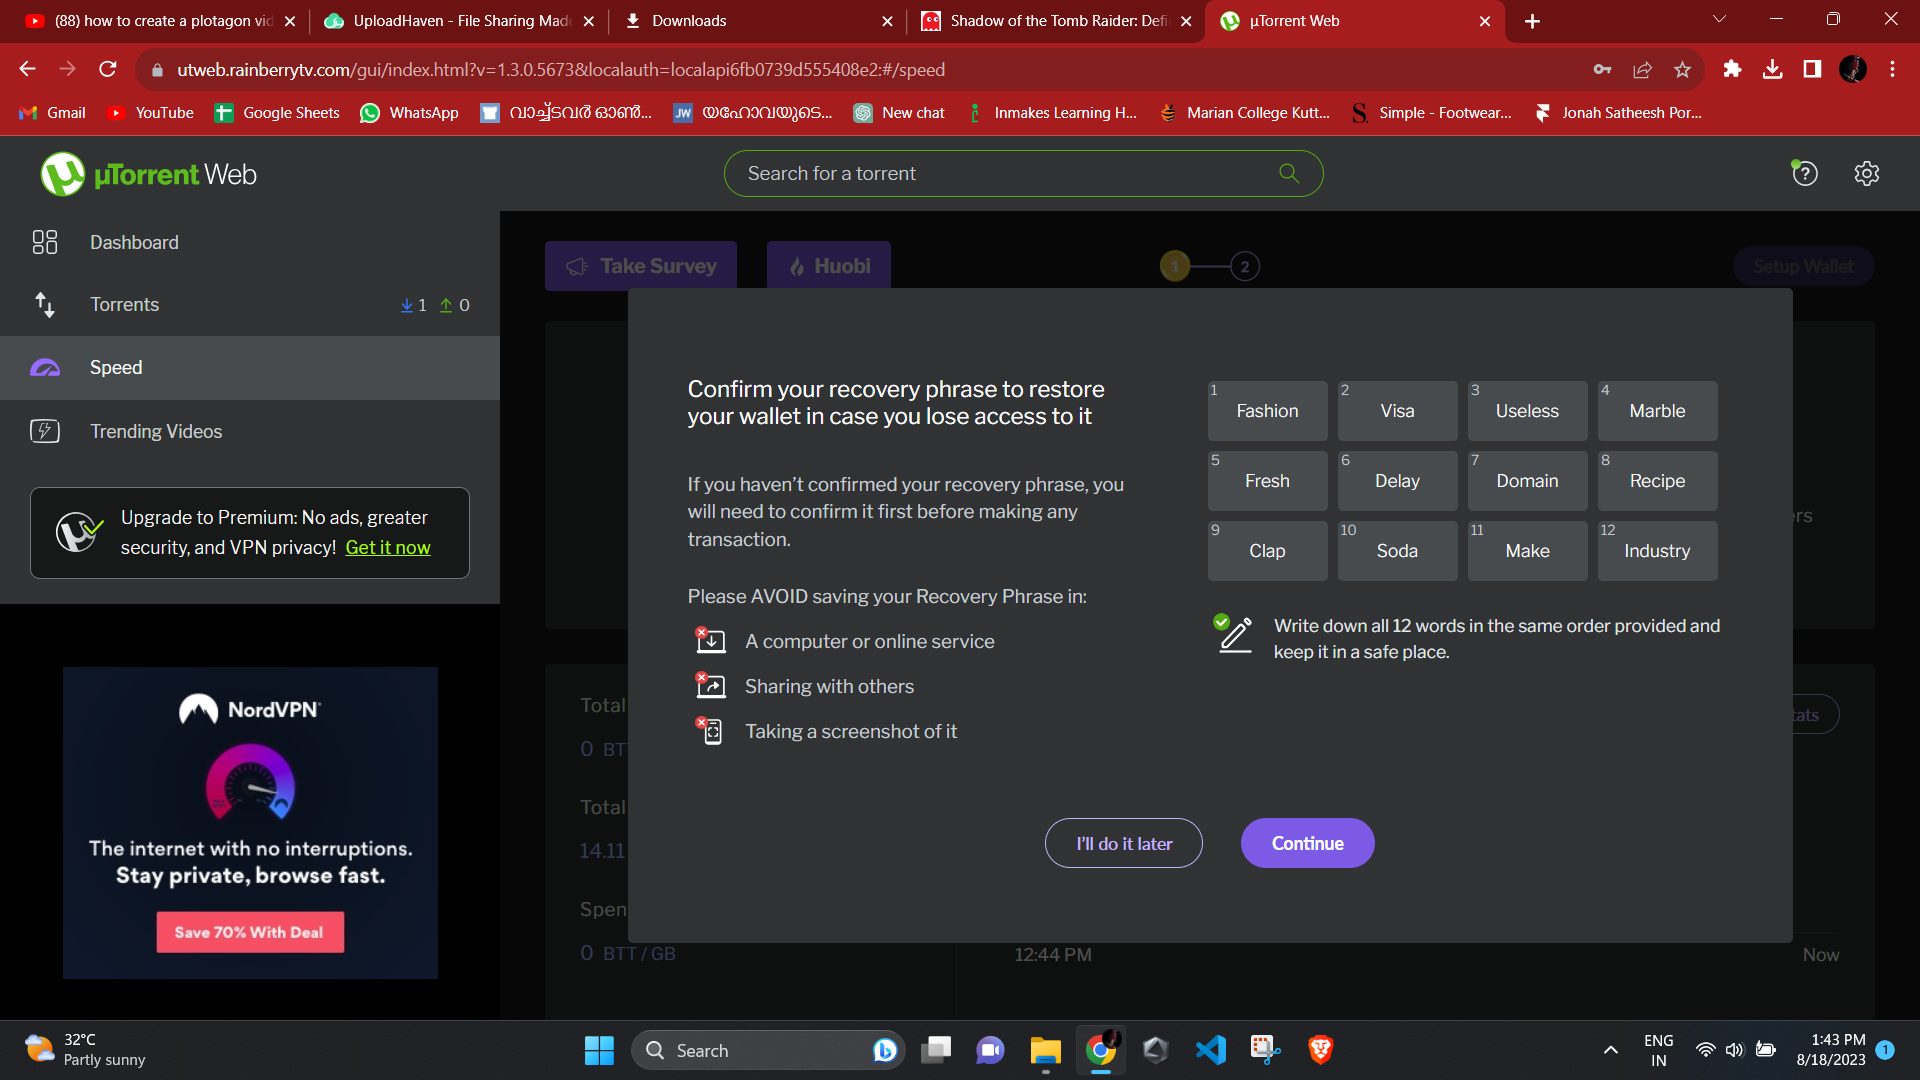 (88) how to create a plotagon vid
UploadHaven - File Sharing Made
Downloads
Shadow of the Tomb Raider: Defi
µTorrent Web
utweb.rainberrytv.com/gui/index.html?v=1.3.0.5673&localauth=localapi6fb0739d555408e2:#/speed
Gmail
YouTube
Google Sheets
WhatsApp
വാച്ച്ടവർ ഓൺ...
JW
യഹോവയുടെ...
New chat
Inmakes Learning H...
Marian College Kutt...
Simple - Footwear...
Jonah Satheesh Por...
µTorrent Web
Search for a torrent
Dashboard
Torrents
1 0
Speed
Trending Videos
Upgrade to Premium: No ads, greater
security, and VPN privacy! Get it now
NordVPN
The internet with no interruptions.
Stay private, browse fast.
Save 70% With Deal
Take Survey
Huobi
1
2
Setup Wallet
Confirm your recovery phrase to restore
your wallet in case you lose access to it
If you haven't confirmed your recovery phrase, you
will need to confirm it first before making any
transaction.
Please AVOID saving your Recovery Phrase in:
A computer or online service
Sharing with others
Taking a screenshot of it
1 Fashion
2 Visa
3 Useless
4 Marble
5 Fresh
6 Delay
7 Domain
8 Recipe
9 Clap
10 Soda
11 Make
12 Industry
Write down all 12 words in the same order provided and
keep it in a safe place.
I'll do it later
Continue
Total
0 BT
Total
14.11
Spen
0 BTT / GB
rs
tats
12:44 PM
Now
32°C
Partly sunny
Search
ENG
IN
1:43 PM
8/18/2023
1